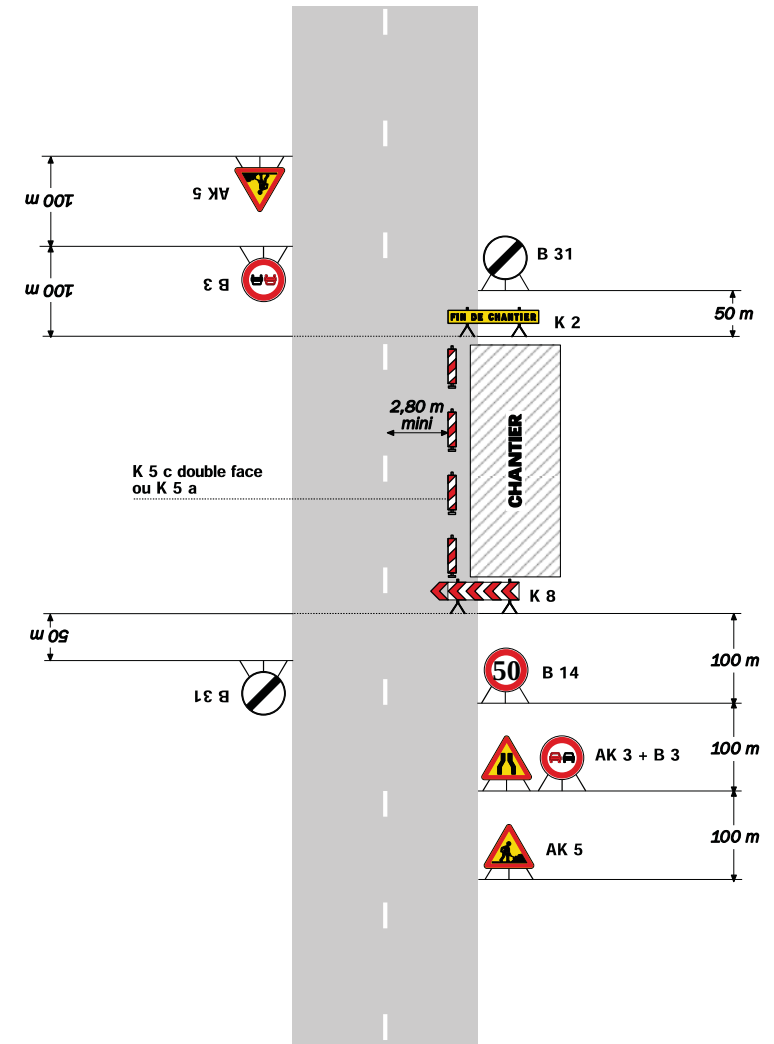 100 m
AK 5
100 m
B 3
B 31
50 m
FIN DE CHANTIER
K 2
2,80 m
mini
CHANTIER
K 5 c double face
ou K 5 a
K 8
50 m
B 31
50
B 14
100 m
AK 3 + B 3
100 m
AK 5
100 m